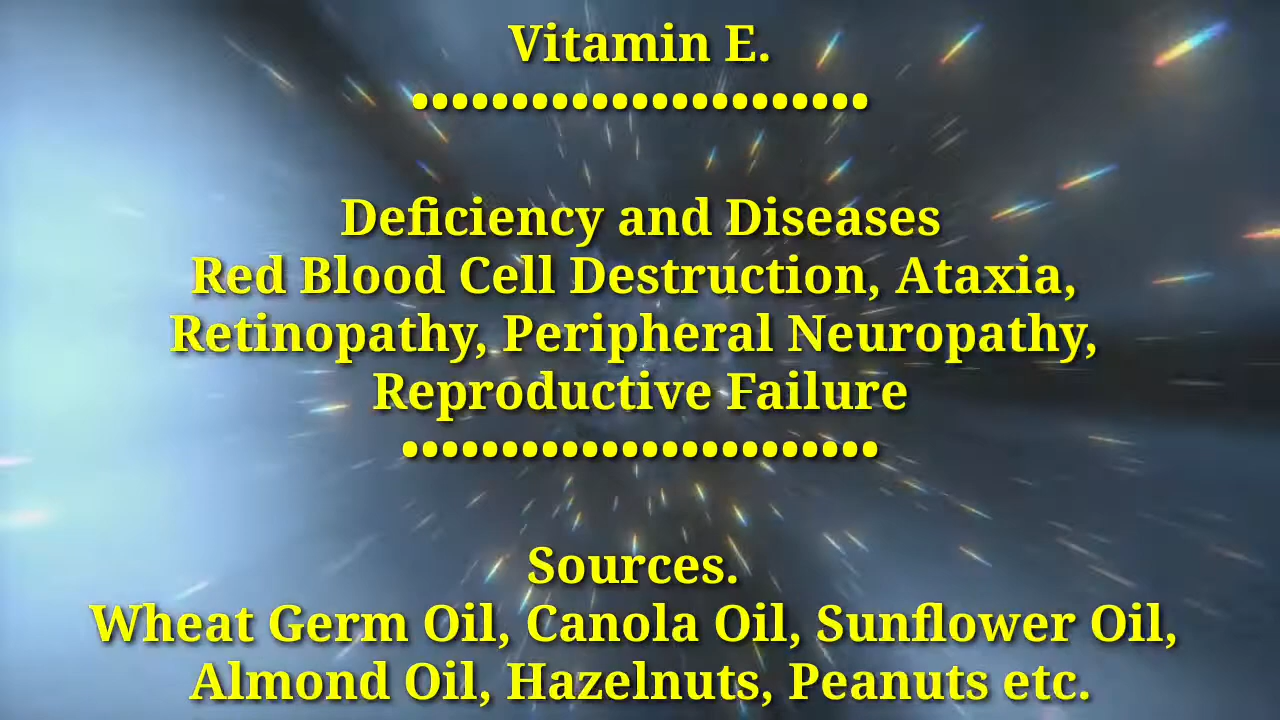 Vitamin E.
•••••••••••••••••••••••
Deficiency and Diseases
Red Blood Cell Destruction, Ataxia,
Retinopathy, Peripheral Neuropathy,
Reproductive Failure
••••••••••••••••••••••••
Sources.
Wheat Germ Oil, Canola Oil, Sunflower Oil,
Almond Oil, Hazelnuts, Peanuts etc.